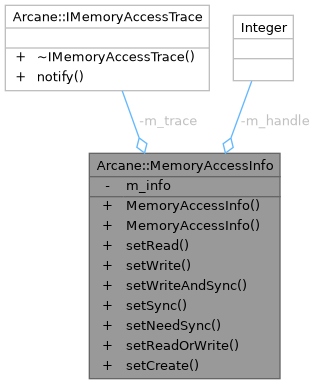 Arcane::IMemoryAccessTrace
+ ~IMemoryAccessTrace()
+ notify()
Integer
-m_trace
-m_handle
Arcane::MemoryAccessInfo
- m_info
+ MemoryAccessInfo()
+ MemoryAccessInfo()
+ setRead()
+ setWrite()
+ setWriteAndSync()
+ setSync()
+ setNeedSync()
+ setReadOrWrite()
+ setCreate()